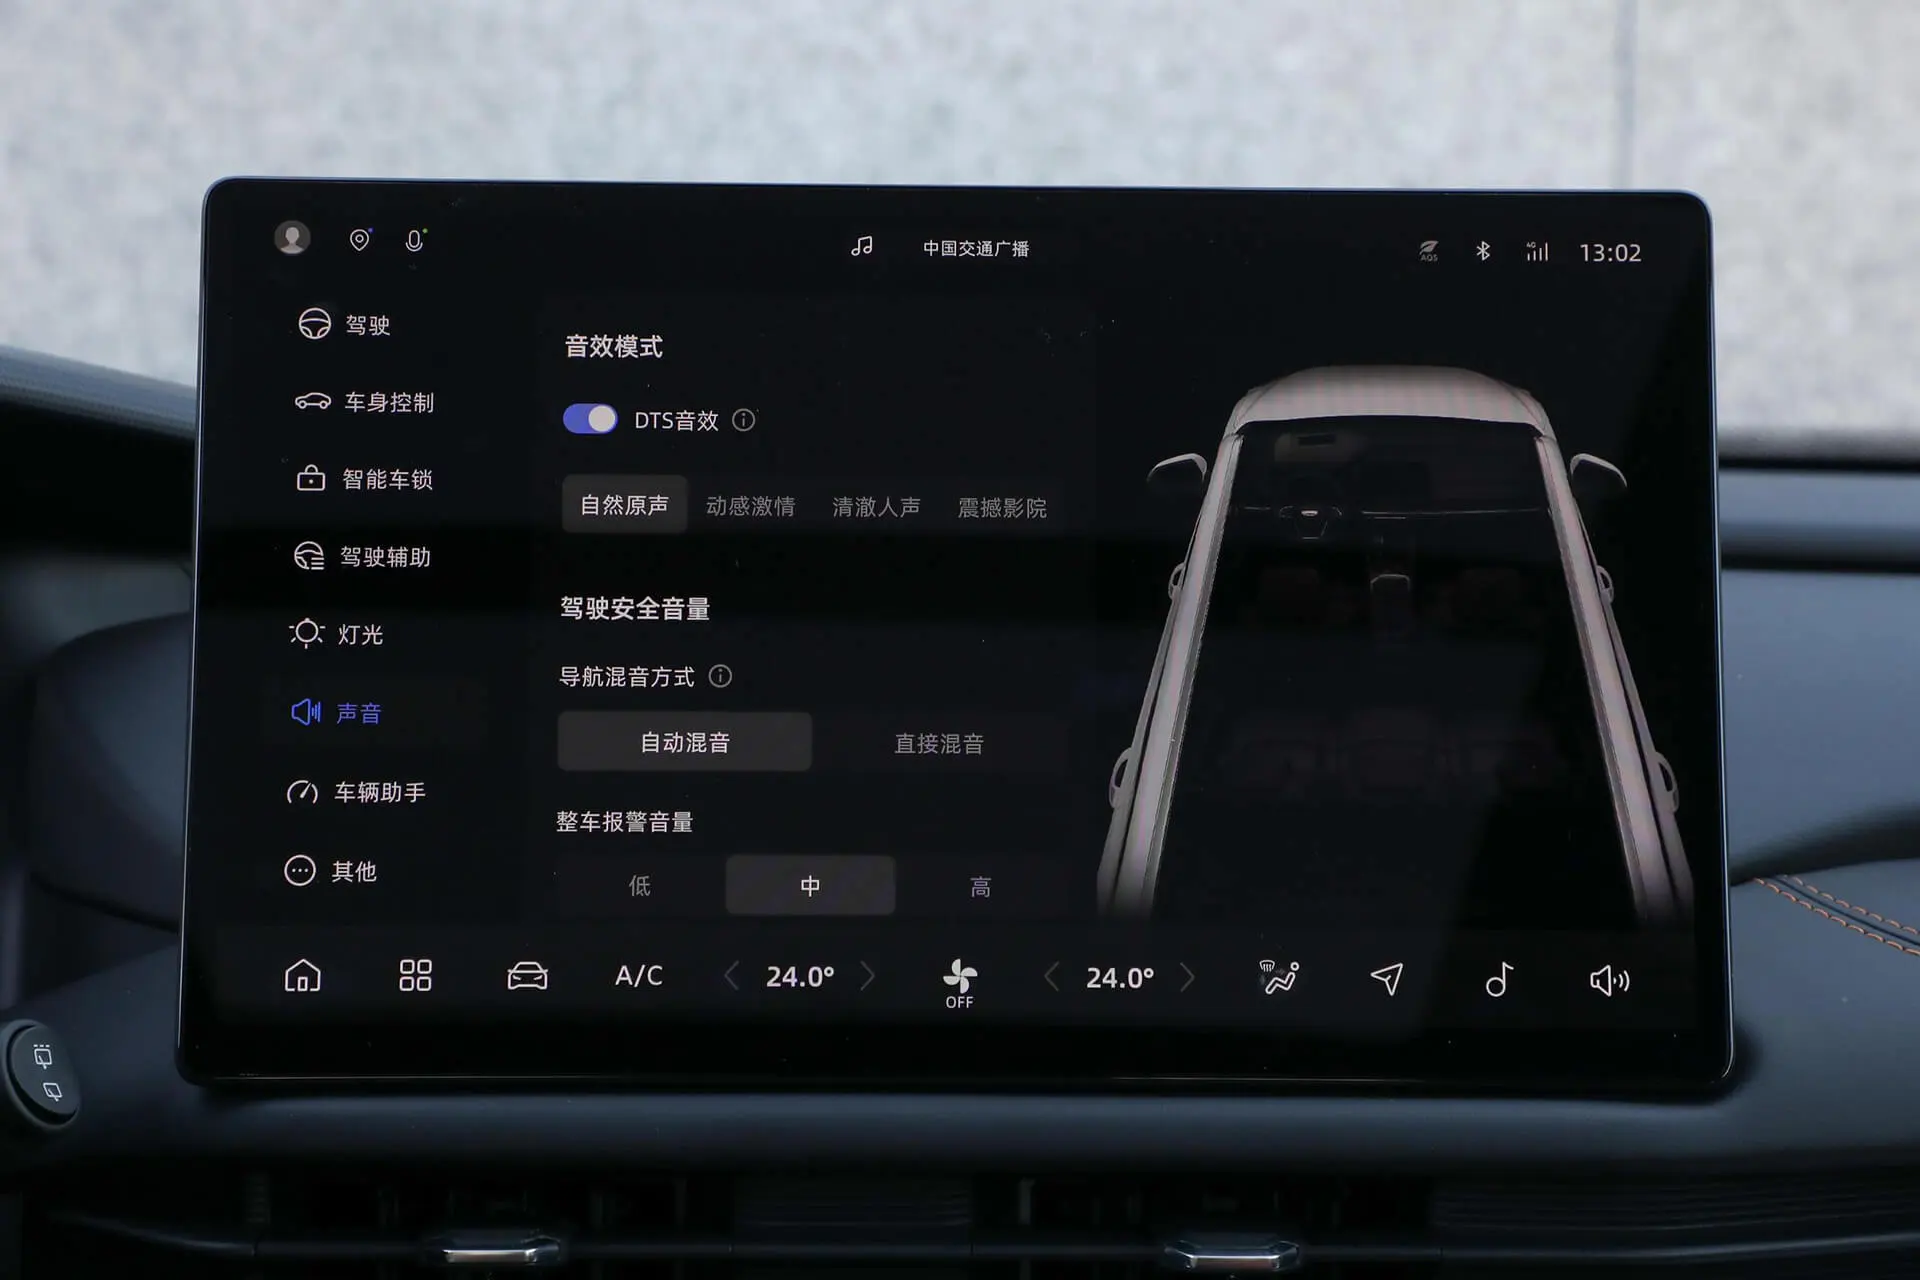 中国交通广播
AQS
4G
13:02
驾驶
车身控制
智能车锁
驾驶辅助
灯光
声音
车辆助手
其他
音效模式
DTS音效
自然原声 动感激情 清澈人声 震撼影院
驾驶安全音量
导航混音方式
自动混音 直接混音
整车报警音量
低 中 高
A/C 24.0° OFF 24.0°